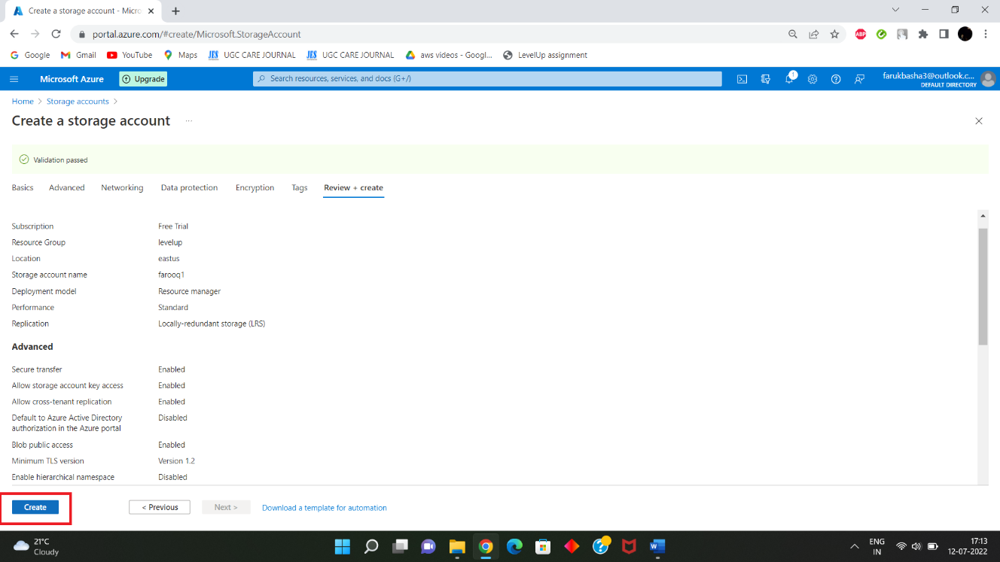 Create a storage account - Micro
portal.azure.com/#create/Microsoft.StorageAccount
ABP
Google Gmail YouTube Maps JES UGC CARE JOURNAL JES UGC CARE JOURNAL aws videos - Googl... LevelUp assignment
Microsoft Azure Upgrade Search resources, services, and docs (G+/) 1 farukbasha3@outlook.c...
DEFAULT DIRECTORY
Home > Storage accounts >
Create a storage account ...
Validation passed
Basics Advanced Networking Data protection Encryption Tags Review + create
Subscription Free Trial
Resource Group levelup
Location eastus
Storage account name farooq1
Deployment model Resource manager
Performance Standard
Replication Locally-redundant storage (LRS)
Advanced
Secure transfer Enabled
Allow storage account key access Enabled
Allow cross-tenant replication Enabled
Default to Azure Active Directory Disabled
authorization in the Azure portal
Blob public access Enabled
Minimum TLS version Version 1.2
Enable hierarchical namespace Disabled
Create < Previous Next > Download a template for automation
21°C
Cloudy
W
ENG
IN
17:13
12-07-2022